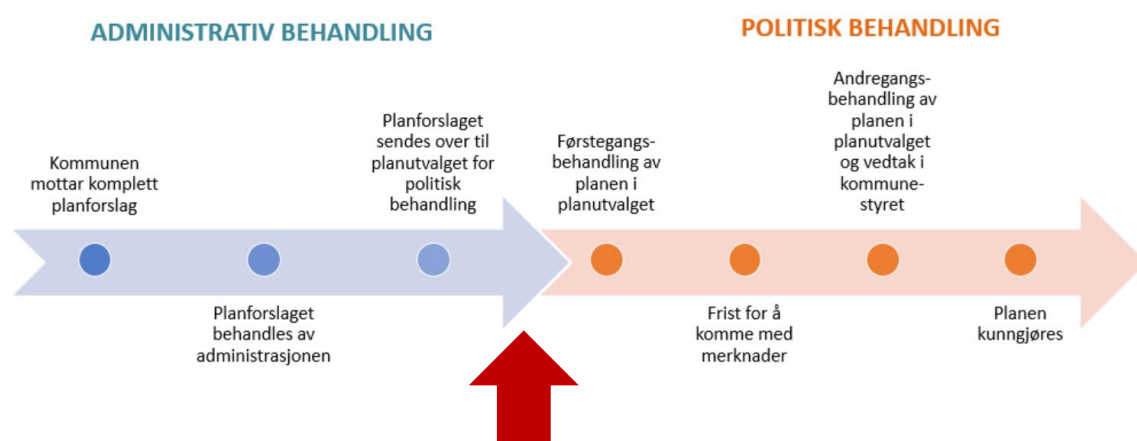 ADMINISTRATIV BEHANDLING
POLITISK BEHANDLING
Kommunen
mottar komplett
planforslag
Planforslaget
behandles av
administrasjonen
Planforslaget
sendes over til
planutvalget for
politisk
behandling
Førstegangs-
behandling av
planen i
planutvalget
Frist for å
komme med
merknader
Andregangs-
behandling av
planen i
planutvalget
og vedtak i
kommune-
styret
Planen
kunngjøres